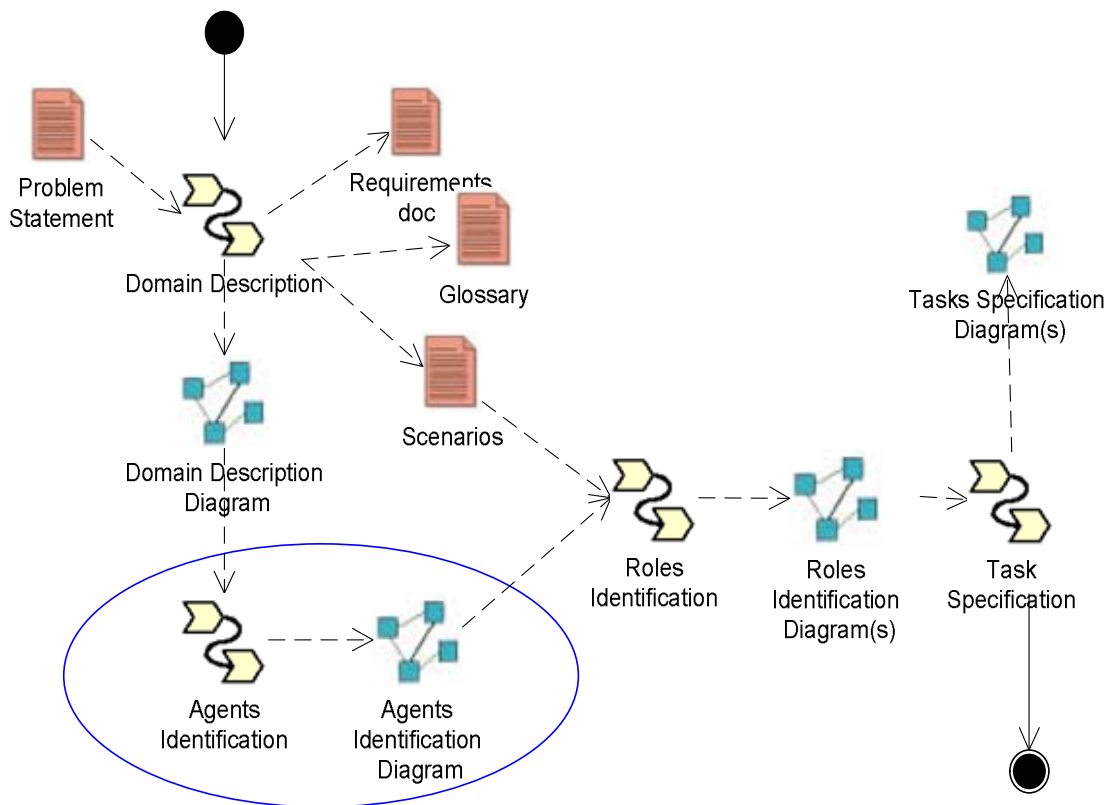 Problem
Statement
Requirements
doc
Domain Description
Glossary
Tasks Specification
Diagram(s)
Scenarios
Domain Description
Diagram
Roles
Identification
Roles
Identification
Diagram(s)
Task
Specification
Agents
Identification
Agents
Identification
Diagram